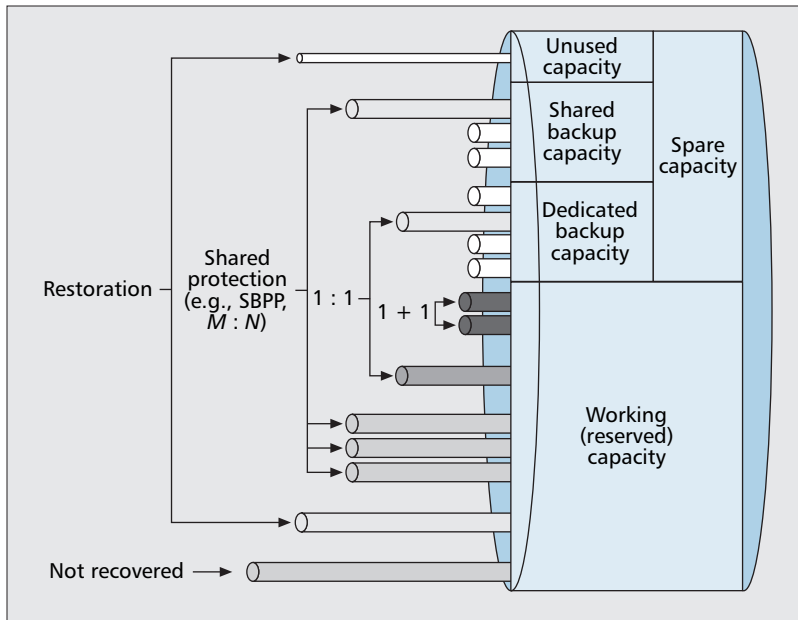 Unused
capacity
Shared
backup
capacity
Spare
capacity
Dedicated
backup
capacity
Restoration
Shared
protection
(e.g., SBPP,
M : N)
1 : 1
1 + 1
Working
(reserved)
capacity
Not recovered